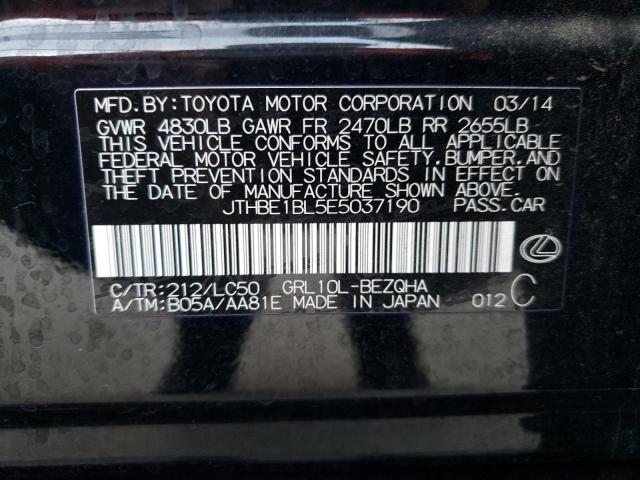 MFD. BY: TOYOTA MOTOR CORPORATION 03/14
GVWR 4830LB GAWR FR 2470LB RR 2655LB
THIS VEHICLE CONFORMS TO ALL APPLICABLE
FEDERAL MOTOR VEHICLE SAFETY, BUMPER, AND
THEFT PREVENTION STANDARDS IN EFFECT ON
THE DATE OF MANUFACTURE SHOWN ABOVE.
JTHBE1BL5E5037190 PASS. CAR
C/TR: 212/LC50 GRL10L-BEZQHA
A/TM: B05A/AA81E MADE IN JAPAN 012 C